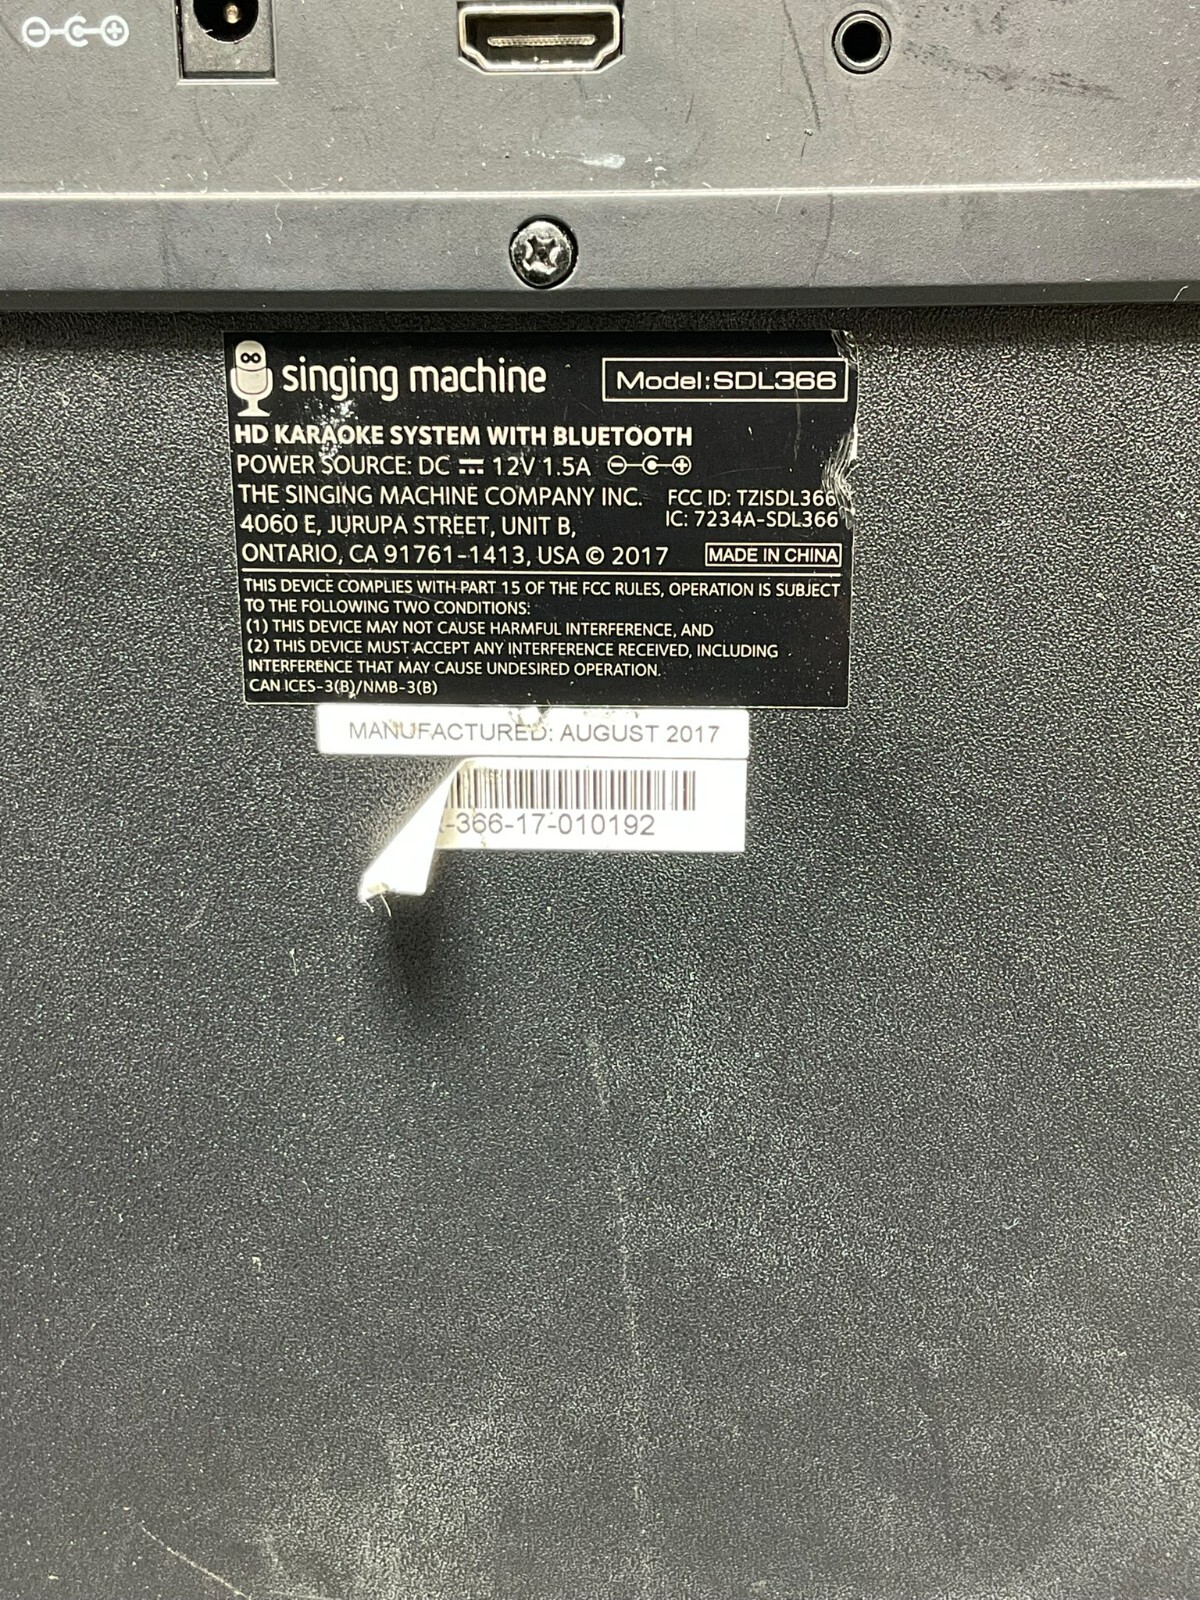 singing machine
Model:SDL366
HD KARAOKE SYSTEM WITH BLUETOOTH
POWER SOURCE: DC 12V 1.5A
THE SINGING MACHINE COMPANY INC.
FCC ID: TZISDL366
4060 E, JURUPA STREET, UNIT B,
IC: 7234A-SDL366
ONTARIO, CA 91761-1413, USA © 2017
MADE IN CHINA
THIS DEVICE COMPLIES WITH PART 15 OF THE FCC RULES, OPERATION IS SUBJECT
TO THE FOLLOWING TWO CONDITIONS:
(1) THIS DEVICE MAY NOT CAUSE HARMFUL INTERFERENCE, AND
(2) THIS DEVICE MUST ACCEPT ANY INTERFERENCE RECEIVED, INCLUDING
INTERFERENCE THAT MAY CAUSE UNDESIRED OPERATION.
CAN ICES-3(B)/NMB-3(B)
MANUFACTURED: AUGUST 2017
-366-17-010192